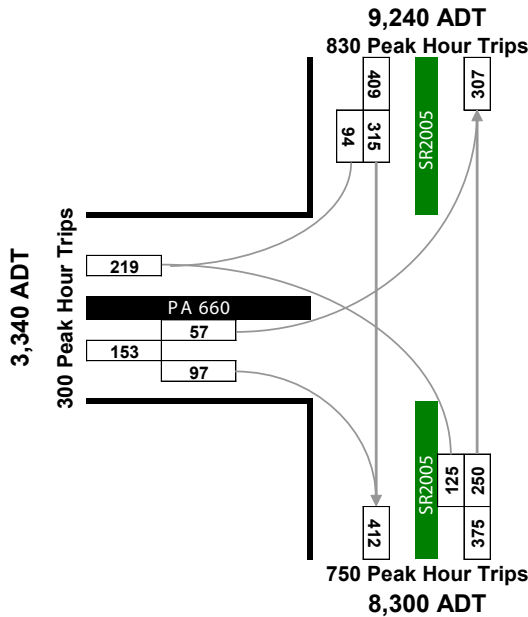 9,240 ADT
830 Peak Hour Trips
409
307
94
315
SR2005
219
PA 660
57
153
97
3,340 ADT
300 Peak Hour Trips
SR2005
125
250
412
375
750 Peak Hour Trips
8,300 ADT